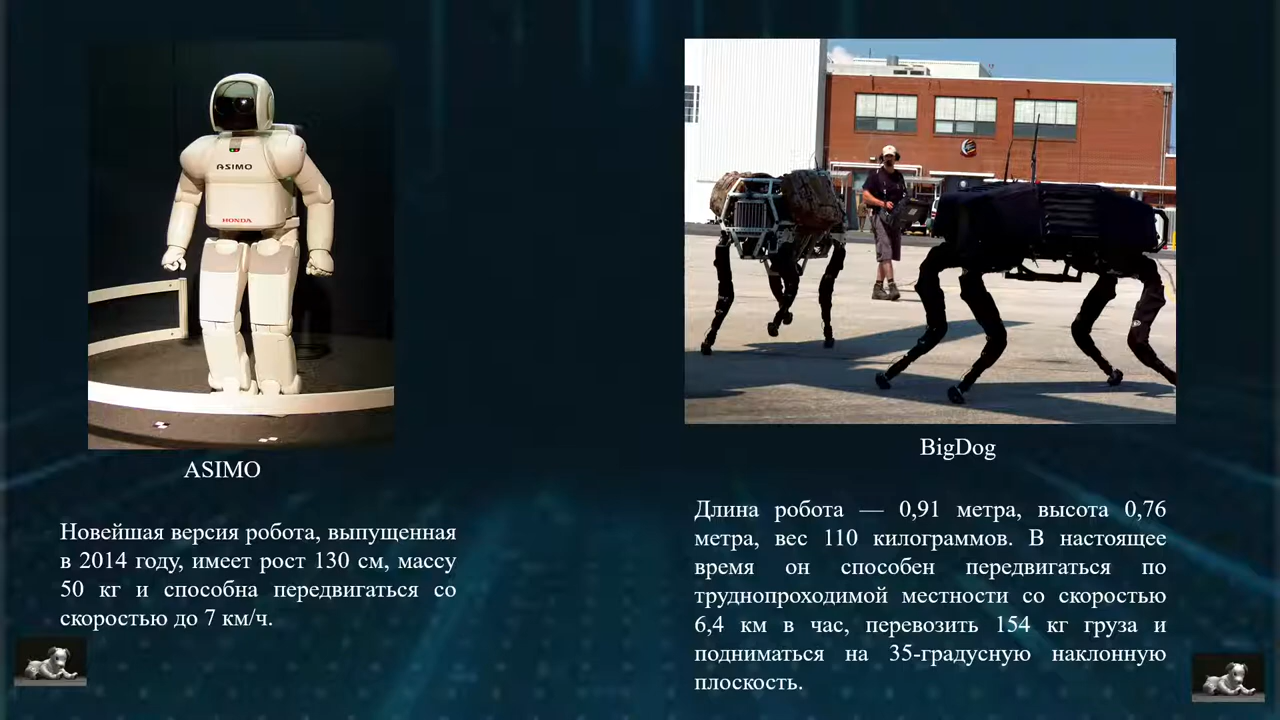 ASIMO
HONDA
ASIMO
Новейшая версия робота, выпущенная
в 2014 году, имеет рост 130 см, массу
50 кг и способна передвигаться со
скоростью до 7 км/ч.
BigDog
Длина робота — 0,91 метра, высота 0,76
метра, вес 110 килограммов. В настоящее
время он способен передвигаться по
труднопроходимой местности со скоростью
6,4 км в час, перевозить 154 кг груза и
подниматься на 35-градусную наклонную
плоскость.